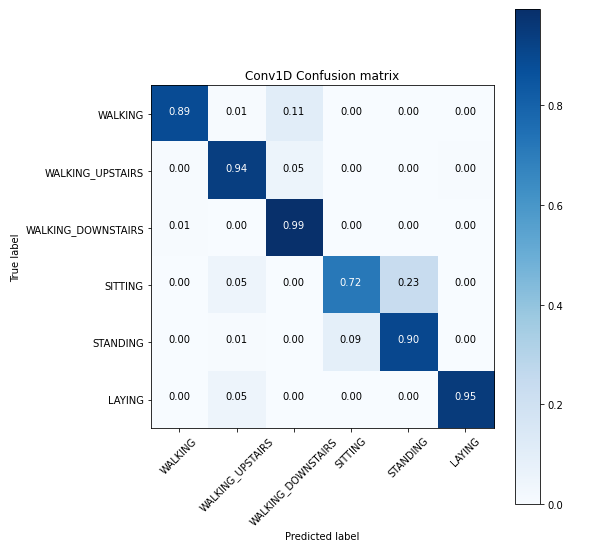 Conv1D Confusion matrix
True label
WALKING 0.89 0.01 0.11 0.00 0.00 0.00
WALKING_UPSTAIRS 0.00 0.94 0.05 0.00 0.00 0.00
WALKING_DOWNSTAIRS 0.01 0.00 0.99 0.00 0.00 0.00
SITTING 0.00 0.05 0.00 0.72 0.23 0.00
STANDING 0.00 0.01 0.00 0.09 0.90 0.00
LAYING 0.00 0.05 0.00 0.00 0.00 0.95
WALKING
WALKING_UPSTAIRS
WALKING_DOWNSTAIRS
SITTING
STANDING
LAYING
Predicted label
0.8
0.6
0.4
0.2
0.0